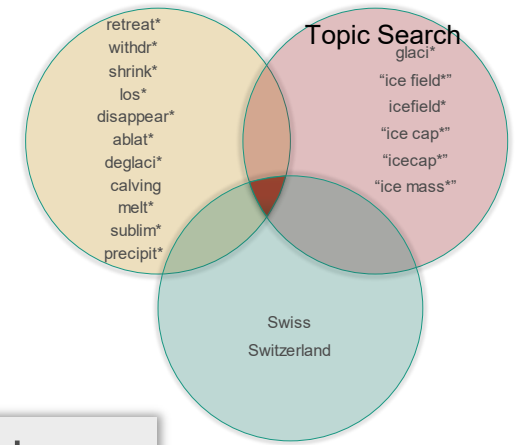 Topic Search
retreat*
withdr*
shrink*
los*
disappear*
ablat*
deglaci*
calving
melt*
sublim*
precipit*
glaci*
“ice field*”
icefield*
“ice cap*”
“icecap*”
“ice mass*”
Swiss
Switzerland